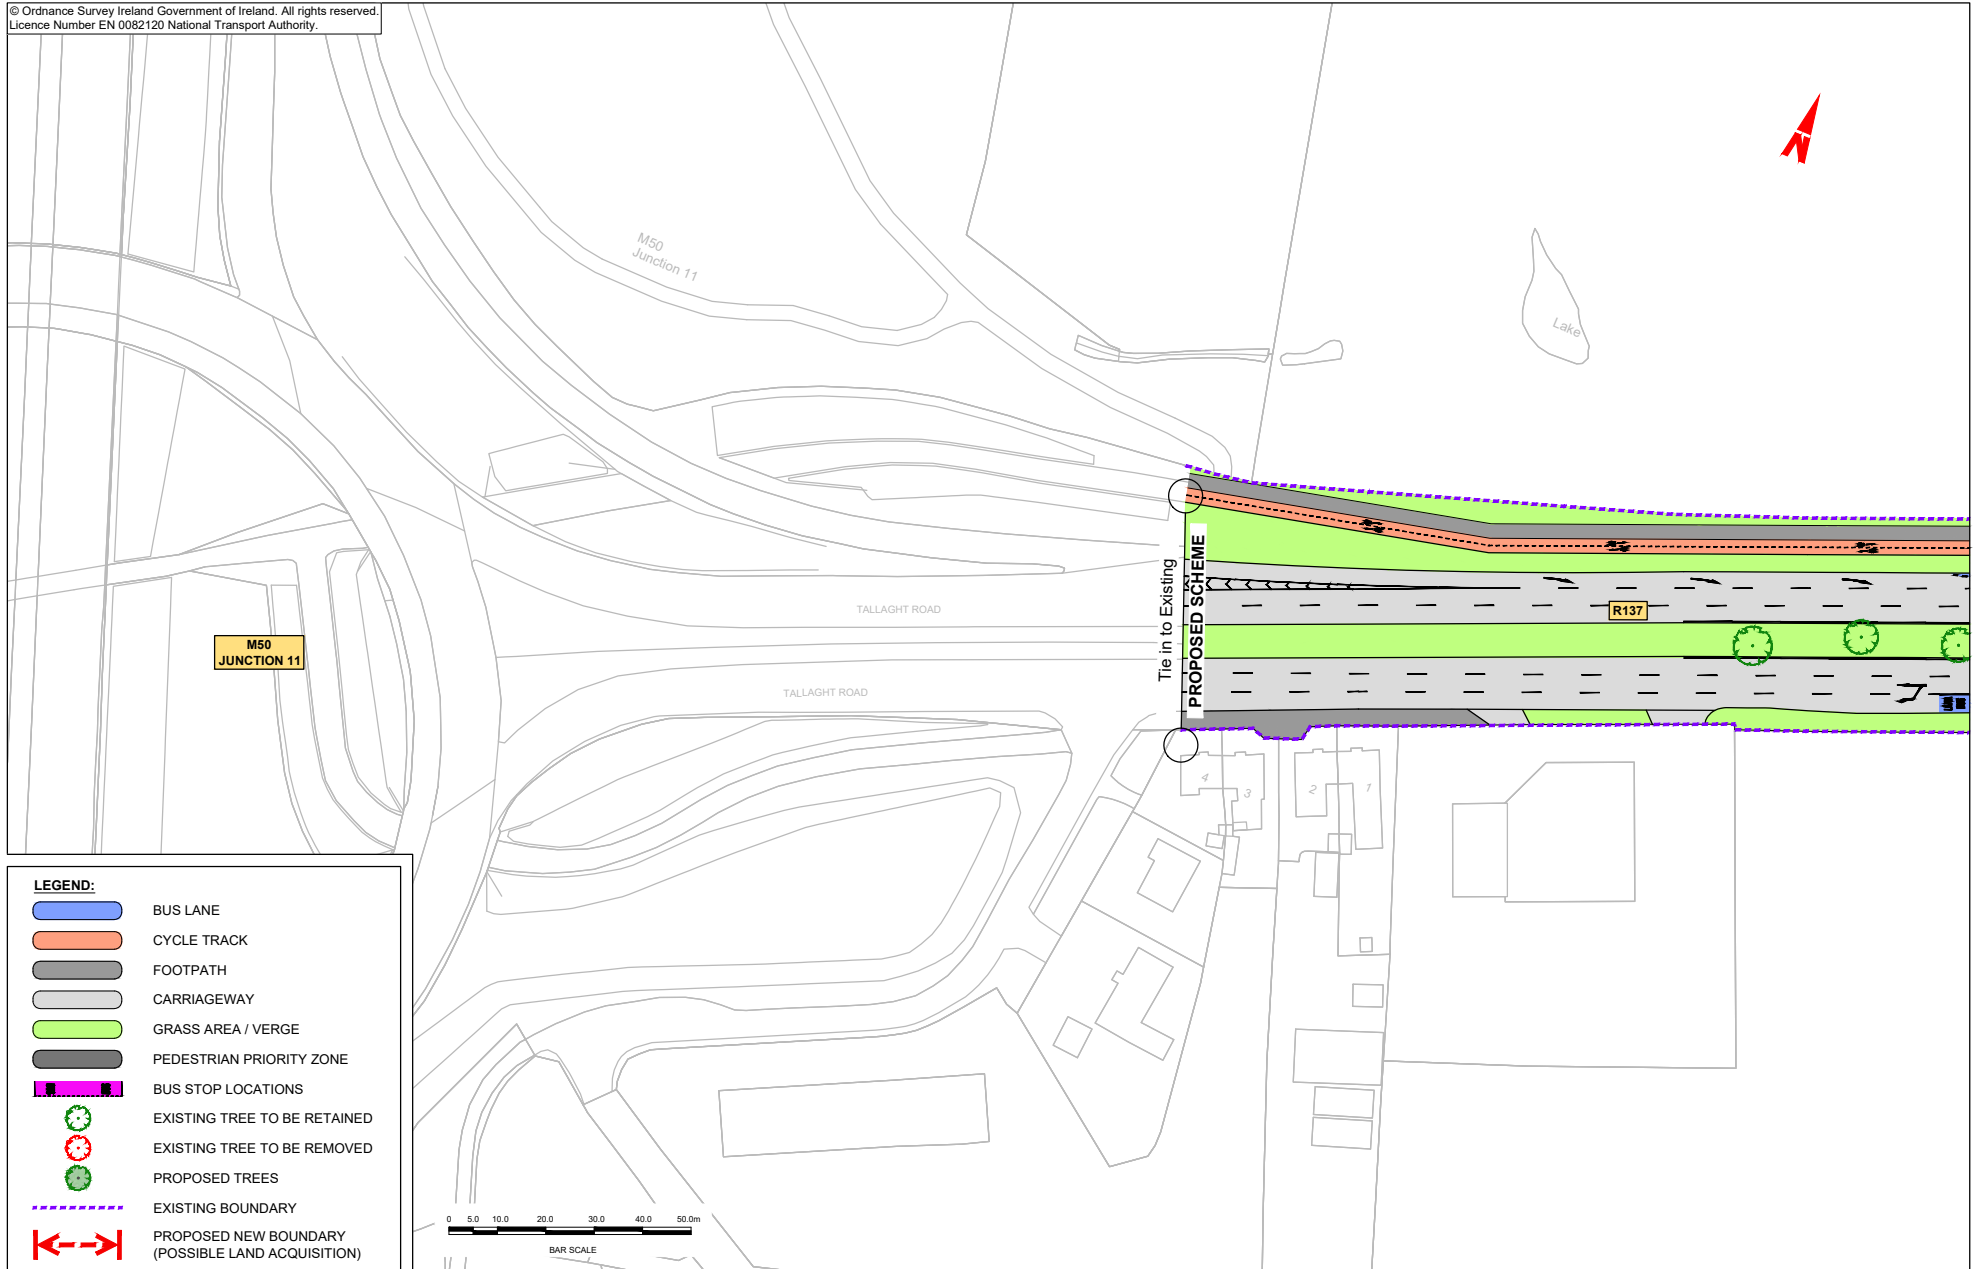 © Ordnance Survey Ireland Government of Ireland. All rights reserved.
Licence Number EN 0082120 National Transport Authority.
N
M50
Junction 11
Lake
TALLAGHT ROAD
R137
Tie in to Existing
PROPOSED SCHEME
M50
JUNCTION 11
TALLAGHT ROAD
4
3
2
1
LEGEND:
BUS LANE
CYCLE TRACK
FOOTPATH
CARRIAGEWAY
GRASS AREA / VERGE
PEDESTRIAN PRIORITY ZONE
BUS STOP LOCATIONS
EXISTING TREE TO BE RETAINED
EXISTING TREE TO BE REMOVED
PROPOSED TREES
EXISTING BOUNDARY
PROPOSED NEW BOUNDARY
(POSSIBLE LAND ACQUISITION)
0 5.0 10.0 20.0 30.0 40.0 50.0m
BAR SCALE